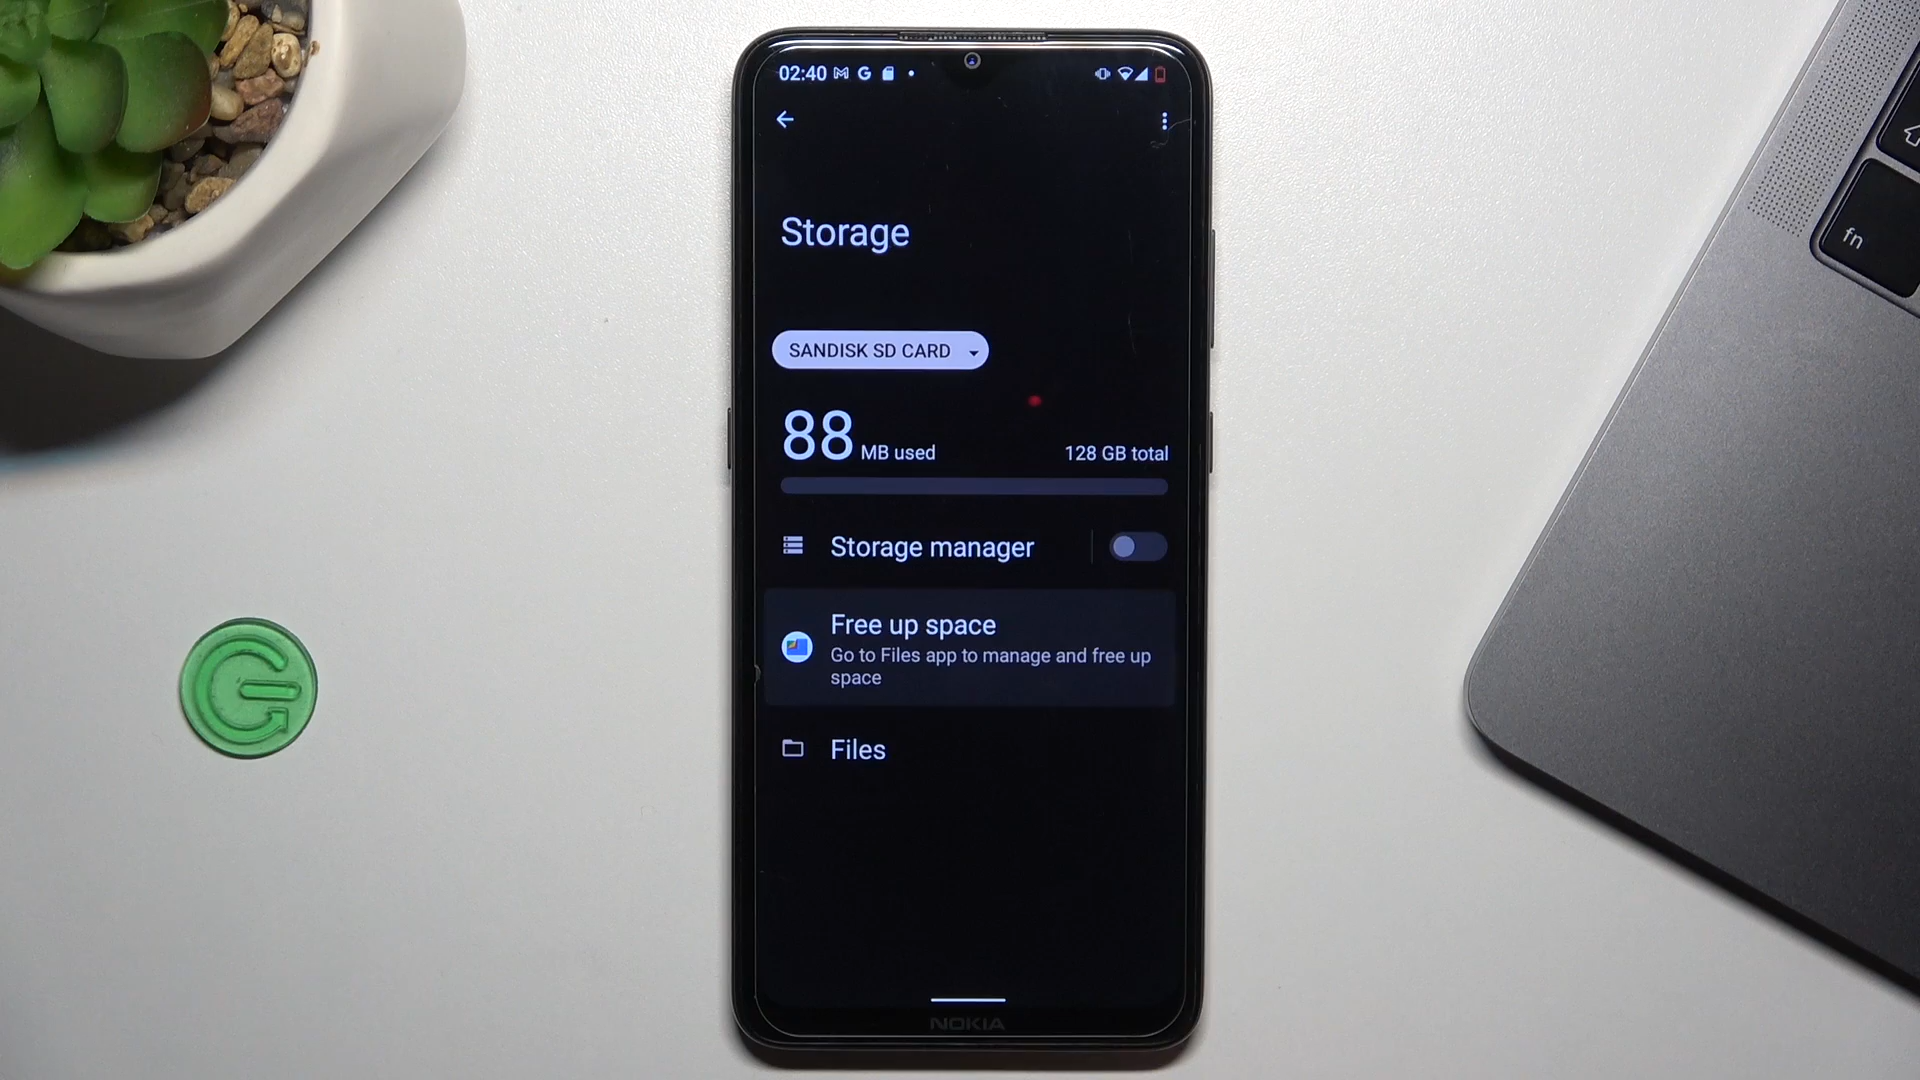 02:40
Storage
SANDISK SD CARD
88 MB used
128 GB total
Storage manager
Free up space
Go to Files app to manage and free up
space
Files
NOKIA
fn